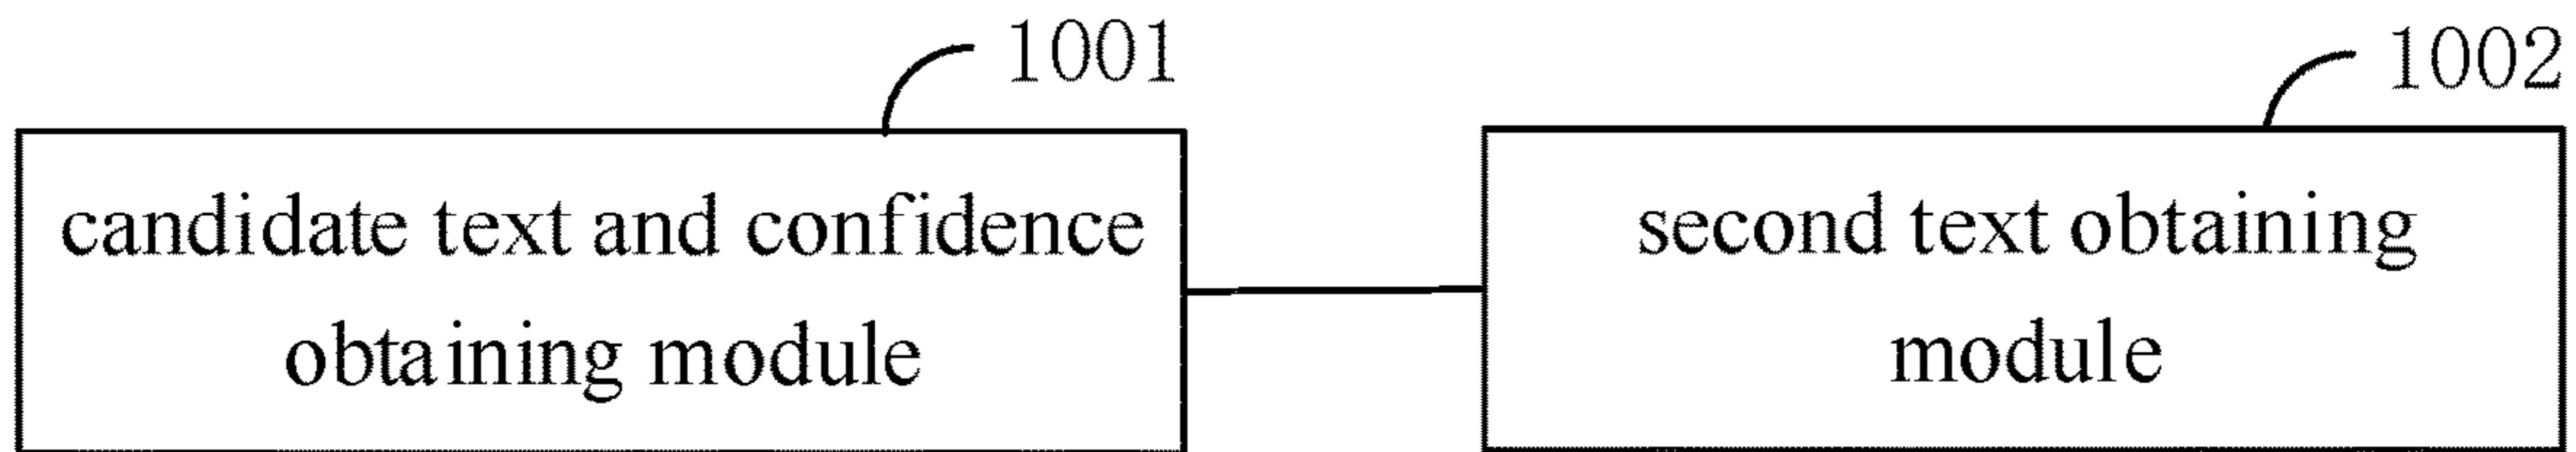 1001
1002
candidate text and confidence
obtaining module
second text obtaining
module